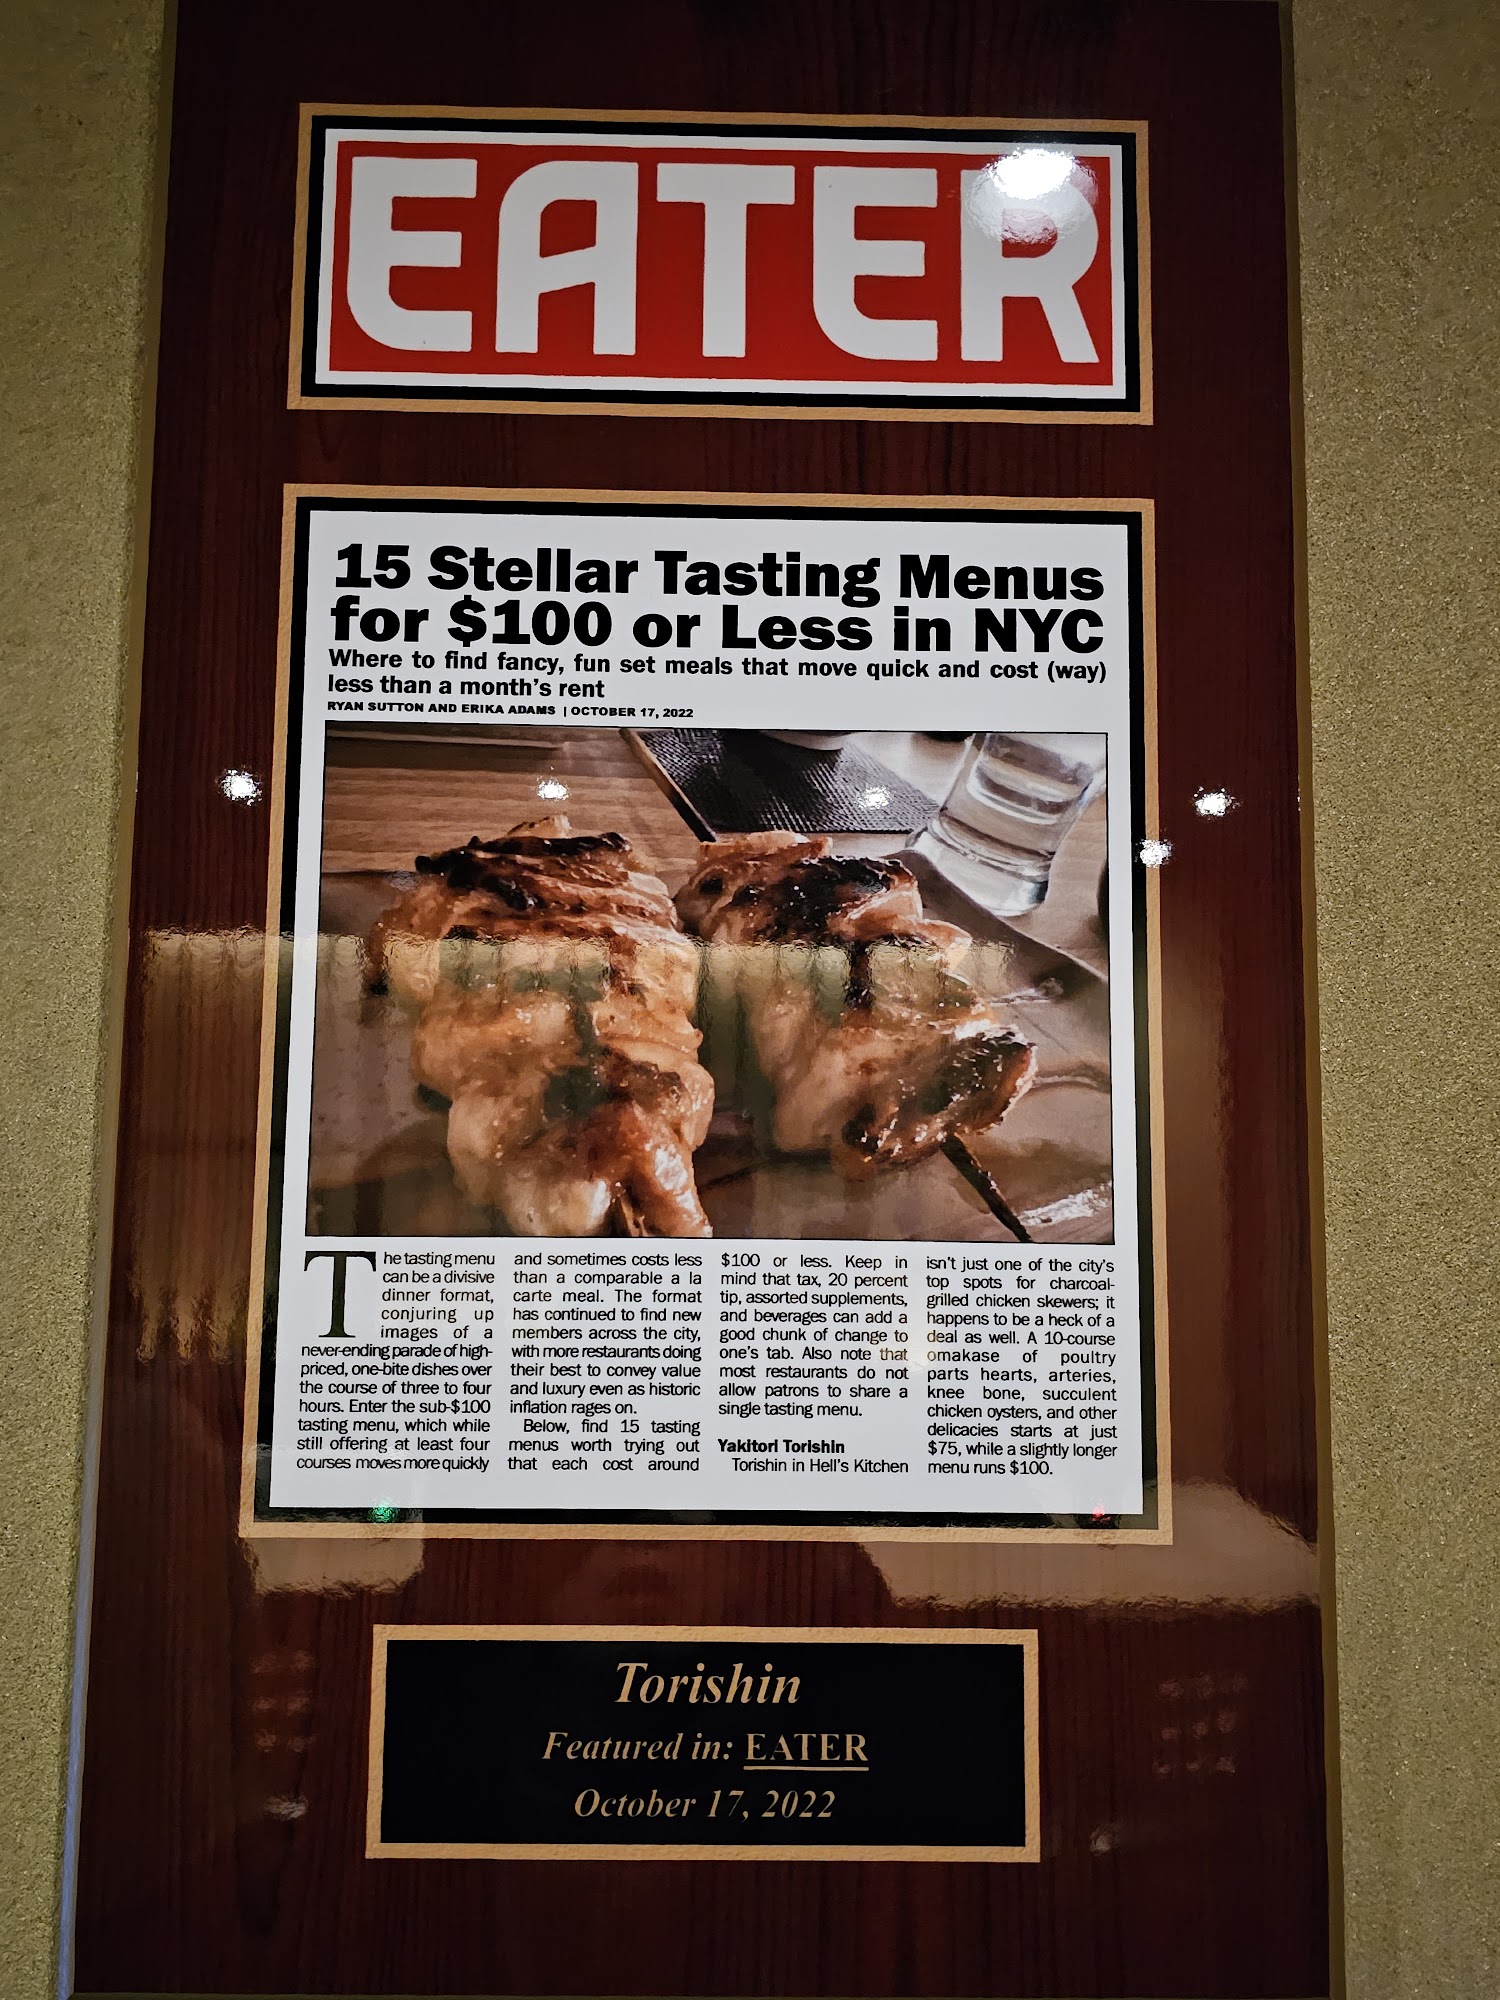 EATER
15 Stellar Tasting Menus
for $100 or Less in NYC
Where to find fancy, fun set meals that move quick and cost (way)
less than a month's rent
RYAN SUTTON AND ERIKA ADAMS | OCTOBER 17, 2022
The tasting menu
can be a divisive
dinner format,
conjuring up
images of a
never-ending parade of high-
priced, one-bite dishes over
the course of three to four
hours. Enter the sub-$100
tasting menu, which while
still offering at least four
courses moves more quickly
and sometimes costs less
than a comparable a la
carte meal. The format
has continued to find new
members across the city,
with more restaurants doing
their best to convey value
and luxury even as historic
inflation rages on.
Below, find 15 tasting
menus worth trying out
that each cost around
$100 or less. Keep in
mind that tax, 20 percent
tip, assorted supplements,
and beverages can add a
good chunk of change to
one's tab. Also note that
most restaurants do not
allow patrons to share a
single tasting menu.
Yakitori Torishin
Torishin in Hell's Kitchen
isn't just one of the city's
top spots for charcoal-
grilled chicken skewers; it
happens to be a heck of a
deal as well. A 10-course
omakase of poultry
parts hearts, arteries,
knee bone, succulent
chicken oysters, and other
delicacies starts at just
$75, while a slightly longer
menu runs $100.
Torishin
Featured in: EATER
October 17, 2022